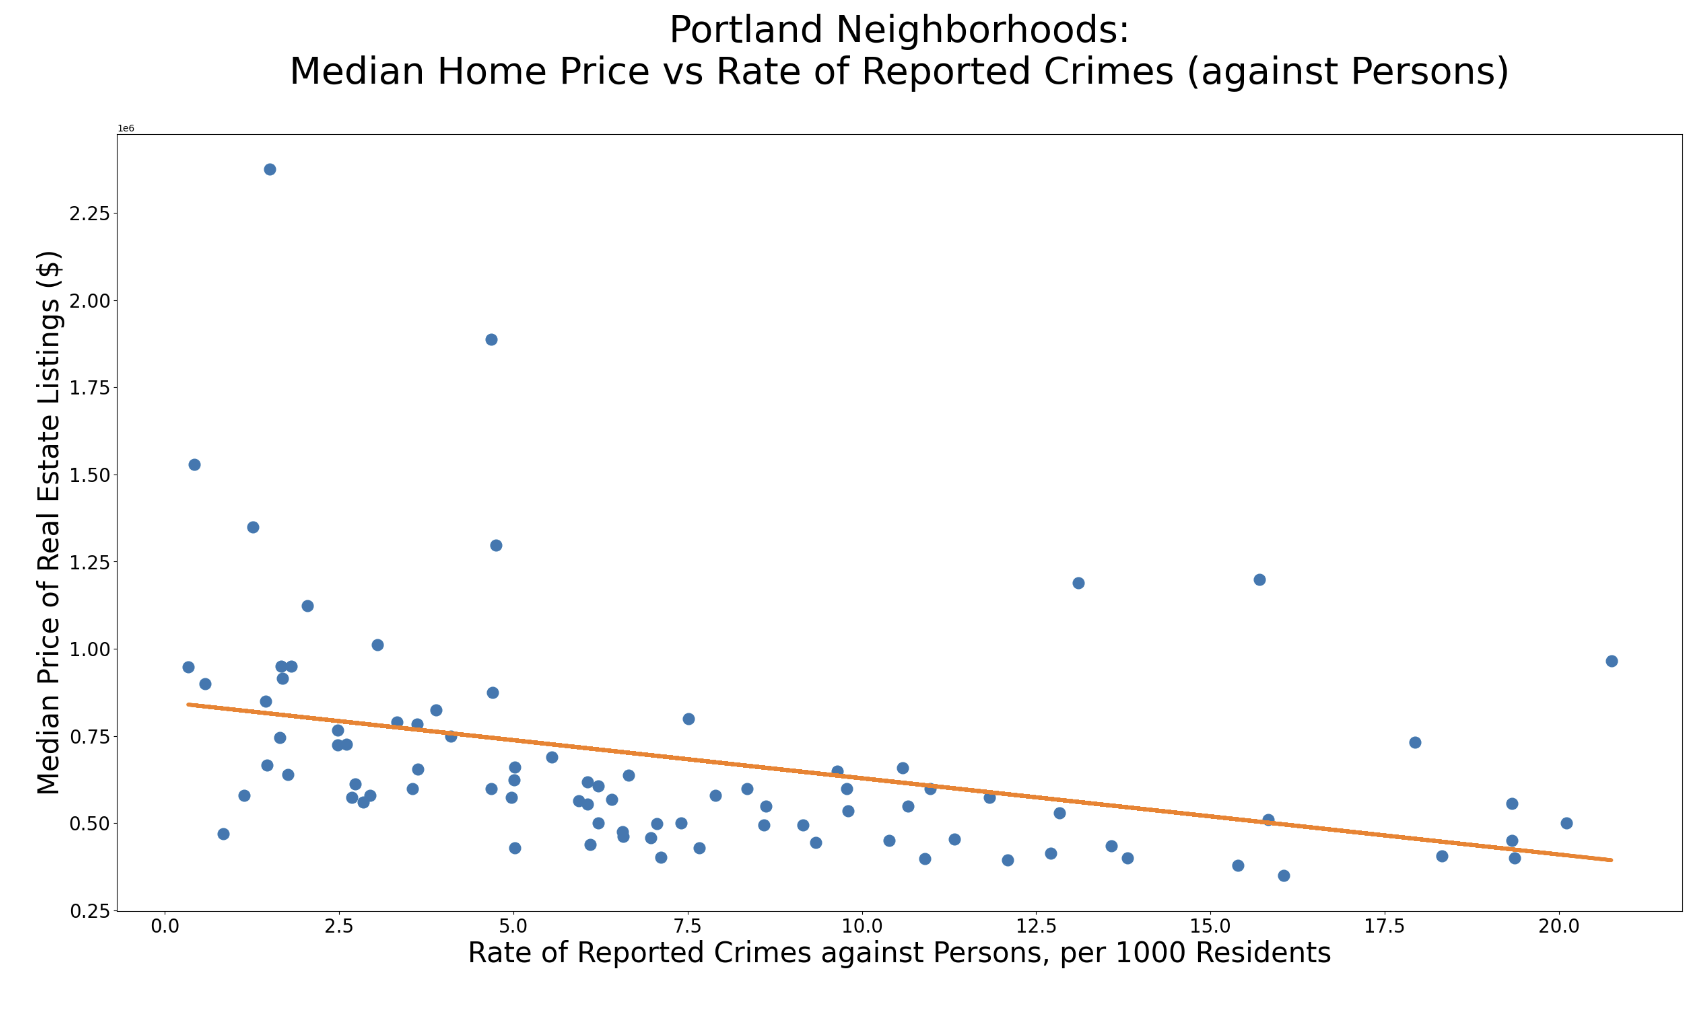 Portland Neighborhoods:
Median Home Price vs Rate of Reported Crimes (against Persons)
1e6
Median Price of Real Estate Listings ($)
2.25
2.00
1.75
1.50
1.25
1.00
0.75
0.50
0.25
0.0 2.5 5.0 7.5 10.0 12.5 15.0 17.5 20.0
Rate of Reported Crimes against Persons, per 1000 Residents